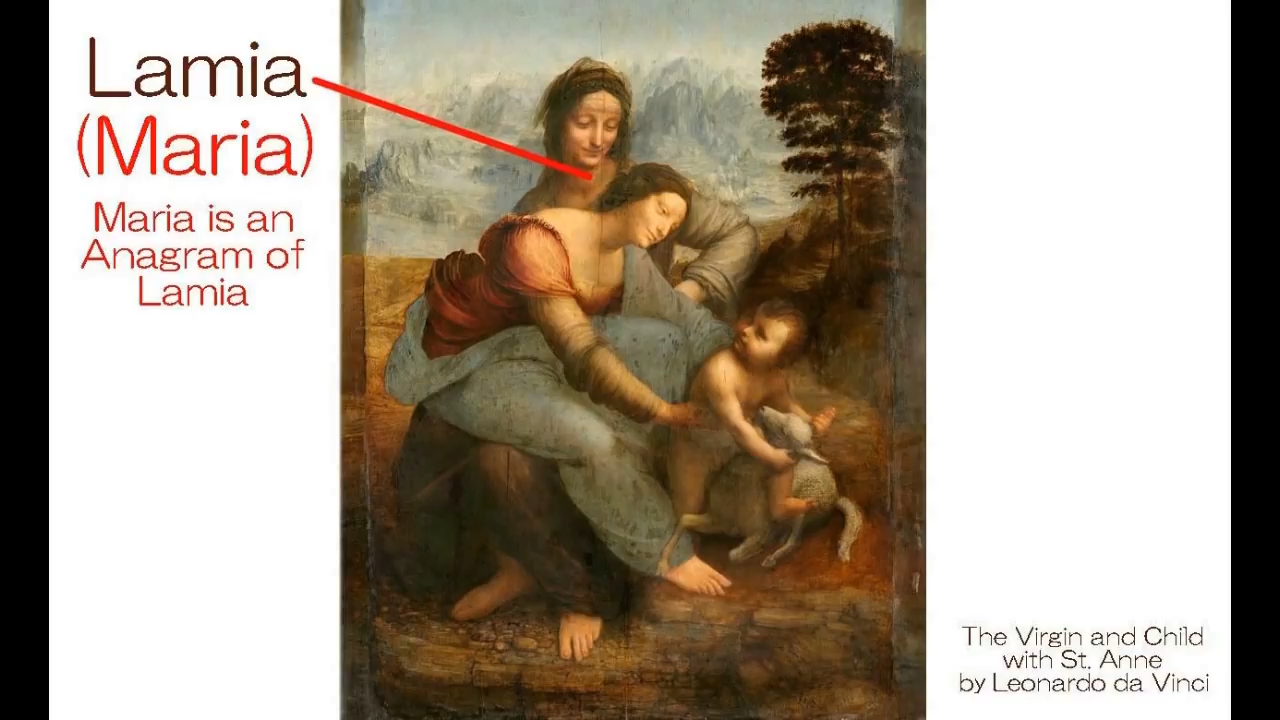 Lamia
(Maria)
Maria is an
Anagram of
Lamia
The Virgin and Child
with St. Anne
by Leonardo da Vinci